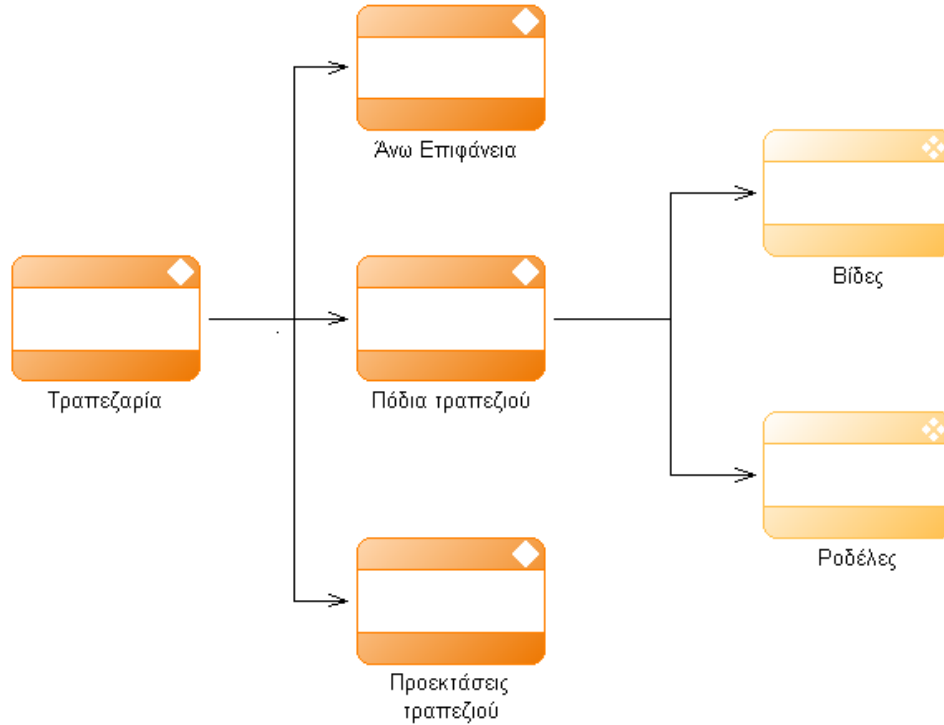 Άνω Επιφάνεια
Βίδες
Τραπεζαρία
Πόδια τραπεζιού
Ροδέλες
Προεκτάσεις
τραπεζιού